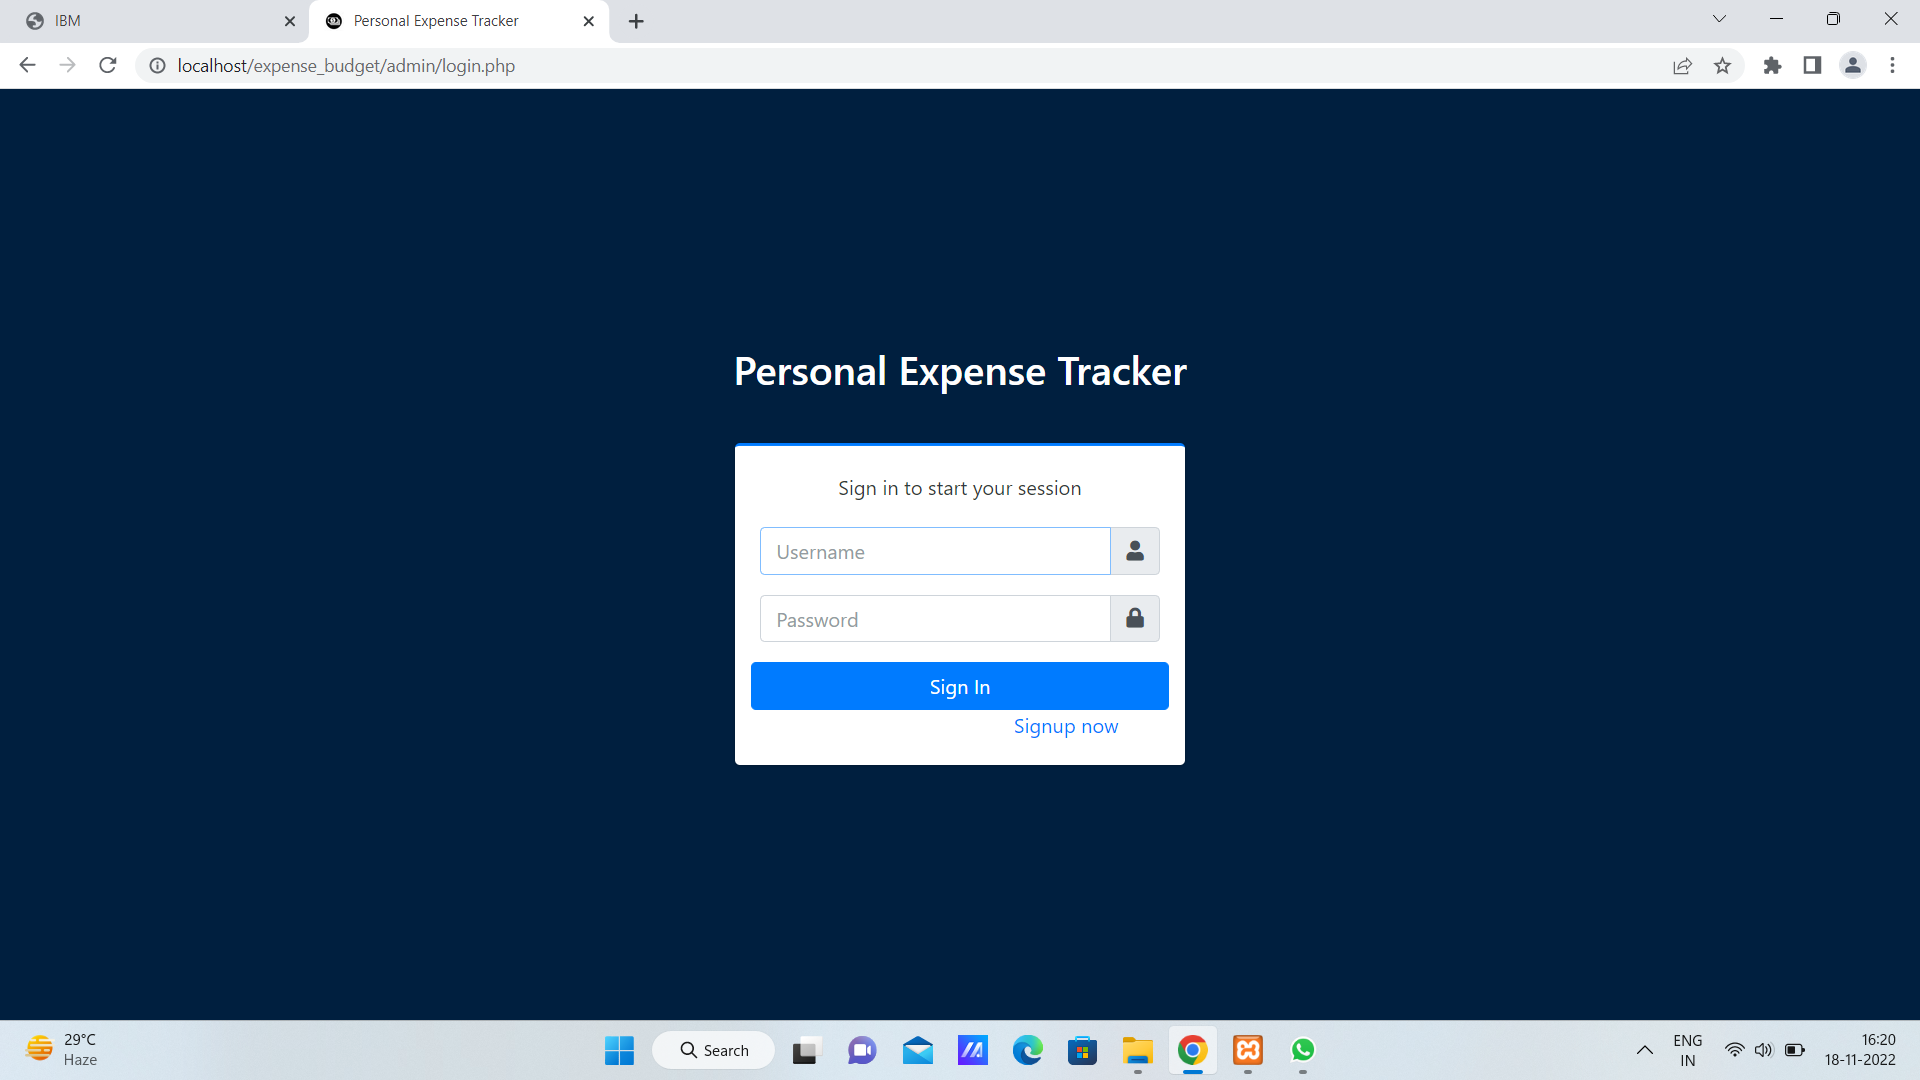 IBM
Personal Expense Tracker
localhost/expense_budget/admin/login.php
Personal Expense Tracker
Sign in to start your session
Username
Password
Sign In
Signup now
29°C
Haze
Search
ENG
IN
16:20
18-11-2022